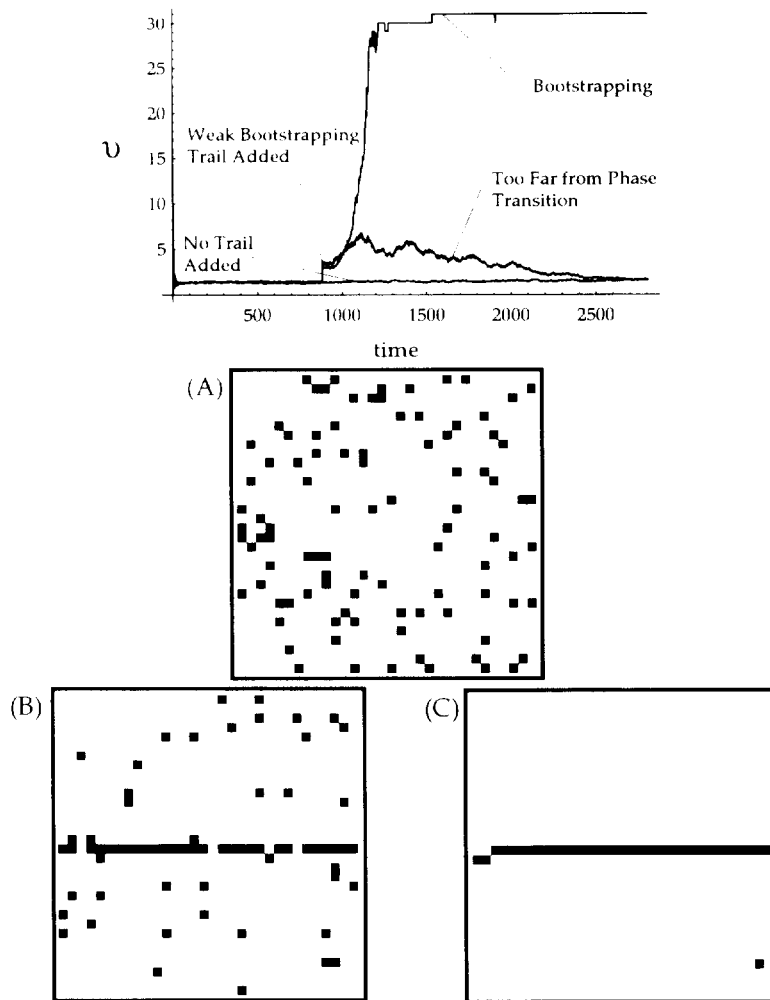 30
25
20
15
10
5
υ
Weak Bootstrapping
Trail Added
Bootstrapping
Too Far from Phase
Transition
No Trail
Added
500
1000
1500
2000
2500
time
(A)
(B)
(C)